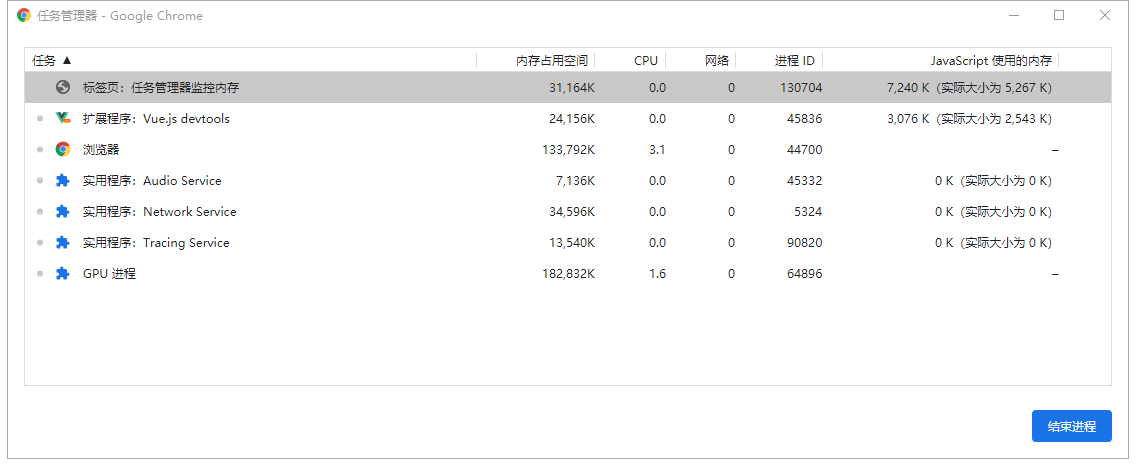 任务管理器 - Google Chrome
任务 ▲ 内存占用空间 CPU 网络 进程 ID JavaScript 使用的内存
标签页：任务管理器监控内存 31,164K 0.0 0 130704 7,240 K（实际大小为 5,267 K）
扩展程序：Vue.js devtools 24,156K 0.0 0 45836 3,076 K（实际大小为 2,543 K）
浏览器 133,792K 3.1 0 44700 –
实用程序：Audio Service 7,136K 0.0 0 45332 0 K（实际大小为 0 K）
实用程序：Network Service 34,596K 0.0 0 5324 0 K（实际大小为 0 K）
实用程序：Tracing Service 13,540K 0.0 0 90820 0 K（实际大小为 0 K）
GPU 进程 182,832K 1.6 0 64896 –
结束进程